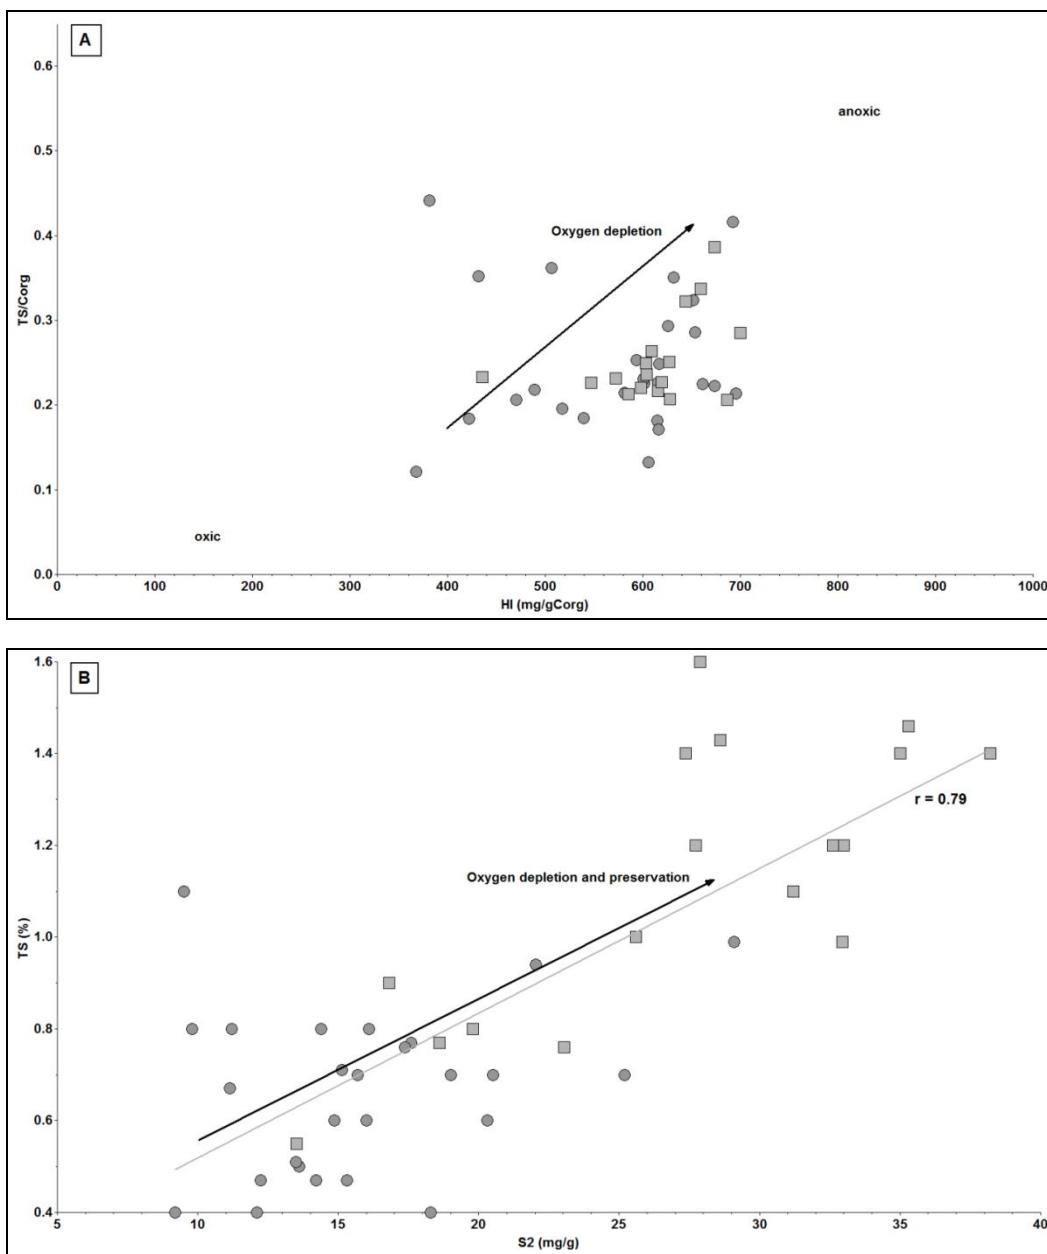 A
0.6
anoxic
0.5
Oxygen depletion
0.4
TS/Corg
0.3
0.2
0.1
oxic
0.0
0 100 200 300 400 500 600 700 800 900 1000
HI (mg/gCorg)
B
1.6
1.4
r = 0.79
1.2
Oxygen depletion and preservation
TS (%)
1.0
0.8
0.6
0.4
5 10 15 20 25 30 35 40
S2 (mg/g)